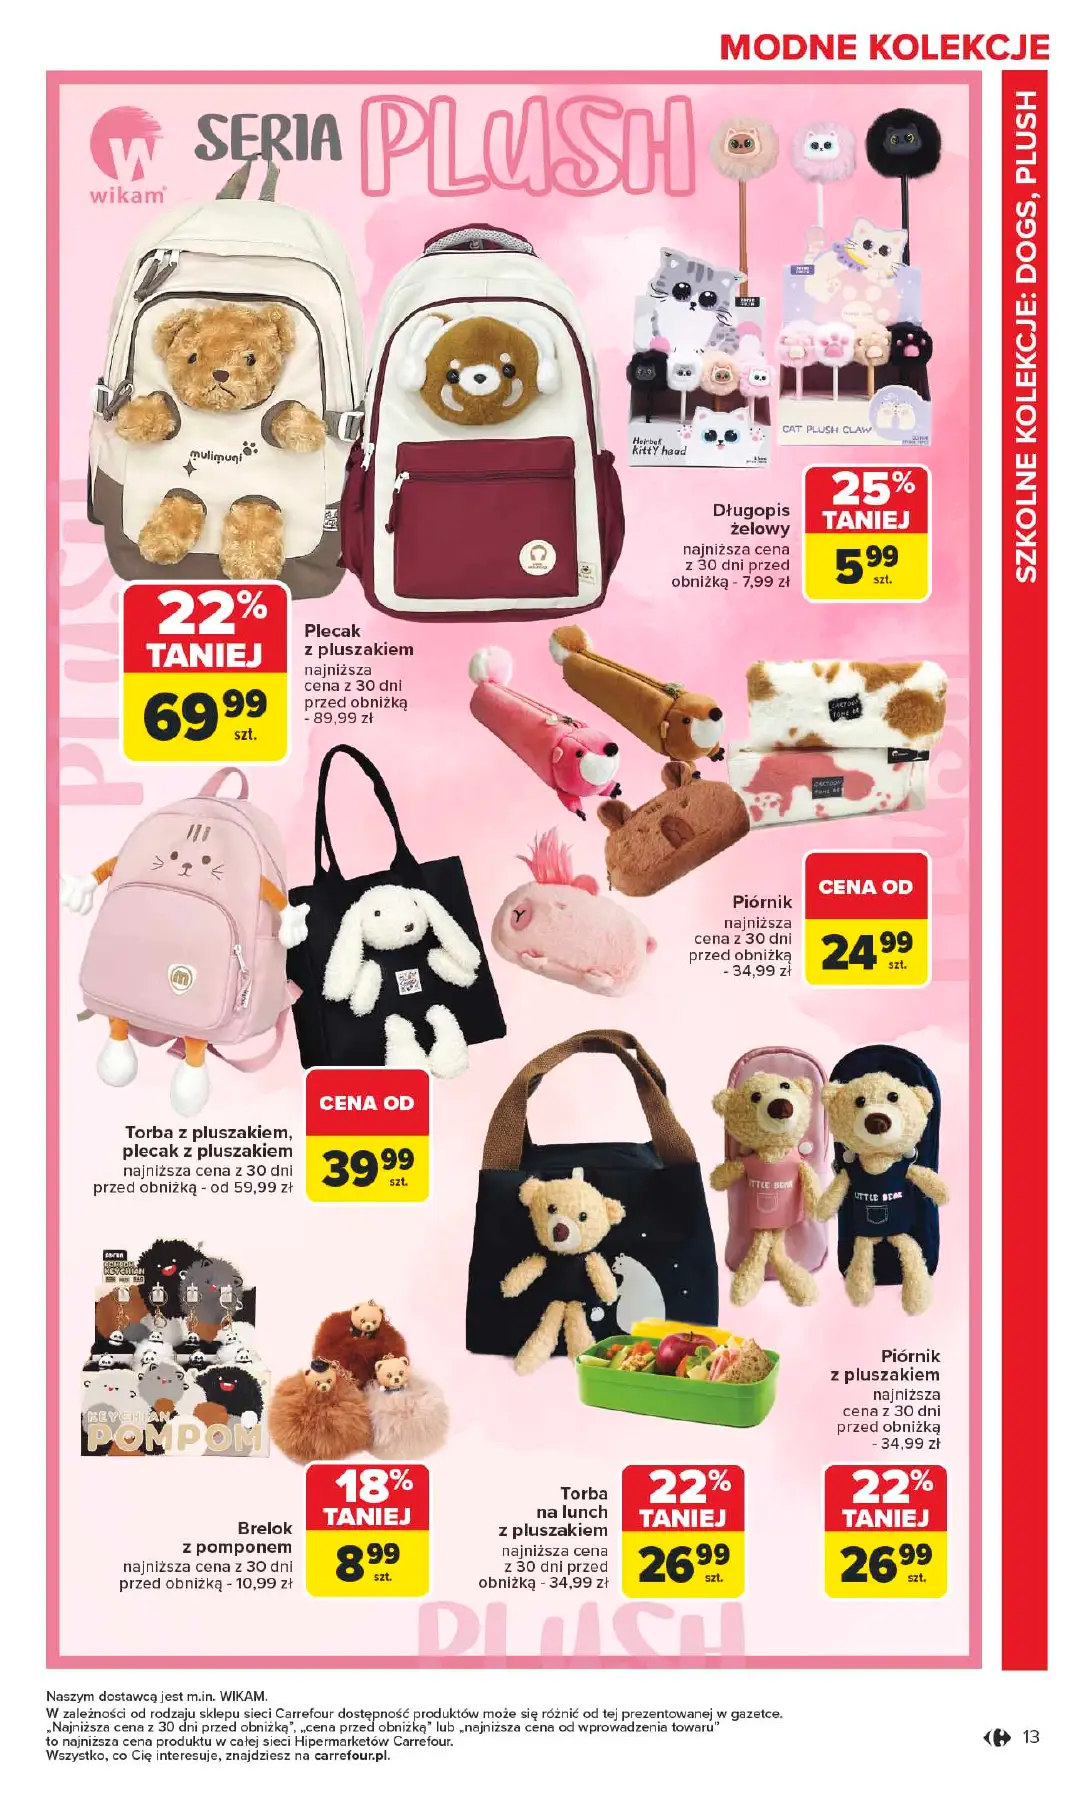 MODNE KOLEKCJE
SZKOLNE KOLEKCJE: DOGS, PLUSH
wikam
SERIA PLUSH
mulimuqi
Hairball
kittY head
CAT PLUSH CLAW
Długopis
żelowy
najniższa cena
z 30 dni przed
obniżką - 7,99 zł
25%
TANIEJ
5 99
szt.
22%
TANIEJ
69 99
szt.
Plecak
z pluszakiem
najniższa
cena z 30 dni
przed obniżką
- 89,99 zł
Piórnik
najniższa
cena z 30 dni
przed obniżką
- 34,99 zł
CENA OD
24 99
szt.
Torba z pluszakiem,
plecak z pluszakiem
najniższa cena z 30 dni
przed obniżką - od 59,99 zł
CENA OD
39 99
szt.
LITTLE BEAR
LITTLE BEAR
Piórnik
z pluszakiem
najniższa
cena z 30 dni
przed obniżką
- 34,99 zł
KEYCHIAN
POMPOM
Brelok
z pomponem
najniższa cena z 30 dni
przed obniżką - 10,99 zł
18%
TANIEJ
8 99
szt.
Torba
na lunch
z pluszakiem
najniższa cena
z 30 dni przed
obniżką - 34,99 zł
22%
TANIEJ
26 99
szt.
22%
TANIEJ
26 99
szt.
PLUSH
Naszym dostawcą jest m.in. WIKAM.
W zależności od rodzaju sklepu sieci Carrefour dostępność produktów może się różnić od tej prezentowanej w gazetce.
„Najniższa cena z 30 dni przed obniżką”, „cena przed obniżką” lub „najniższa cena od wprowadzenia towaru”
to najniższa cena produktu w całej sieci Hipermarketów Carrefour.
Wszystko, co Cię interesuje, znajdziesz na carrefour.pl.
13